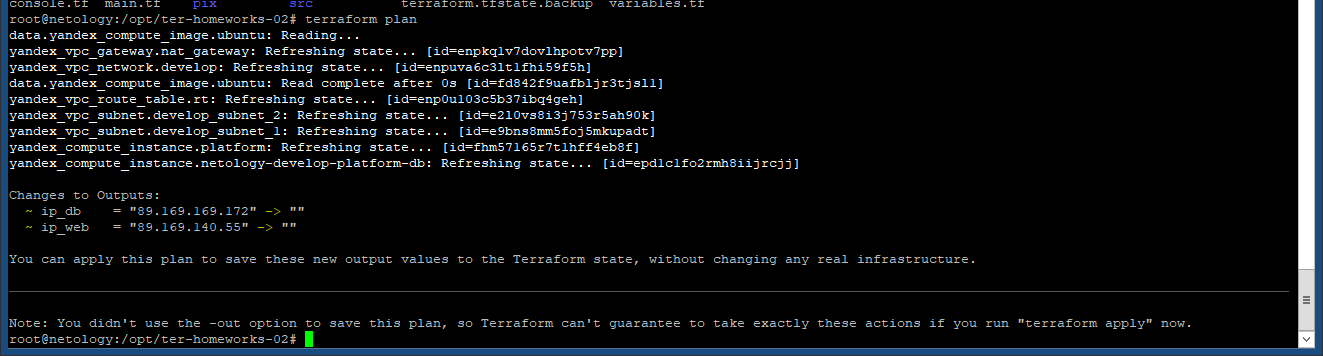 console.tf main.tf pix src terraform.tfstate.backup variables.tf
root@netology:/opt/ter-homeworks-02# terraform plan
data.yandex_compute_image.ubuntu: Reading...
yandex_vpc_gateway.nat_gateway: Refreshing state... [id=enpkq1v7dovlhpotv7pp]
yandex_vpc_network.develop: Refreshing state... [id=enpuva6c3lt1fhi59f5h]
data.yandex_compute_image.ubuntu: Read complete after 0s [id=fd842f9uafbljr3tjsll]
yandex_vpc_route_table.rt: Refreshing state... [id=enp0u103c5b37ibq4geh]
yandex_vpc_subnet.develop_subnet_2: Refreshing state... [id=e2l0vs8i3j753r5ah90k]
yandex_vpc_subnet.develop_subnet_1: Refreshing state... [id=e9bns8mm5foj5mkupadt]
yandex_compute_instance.platform: Refreshing state... [id=fhm57165r7t1hff4eb8f]
yandex_compute_instance.netology-develop-platform-db: Refreshing state... [id=epdlclfo2rmh8iijrcjj]
Changes to Outputs:
~ ip_db = "89.169.169.172" -> ""
~ ip_web = "89.169.140.55" -> ""
You can apply this plan to save these new output values to the Terraform state, without changing any real infrastructure.
Note: You didn't use the -out option to save this plan, so Terraform can't guarantee to take exactly these actions if you run "terraform apply" now.
root@netology:/opt/ter-homeworks-02#